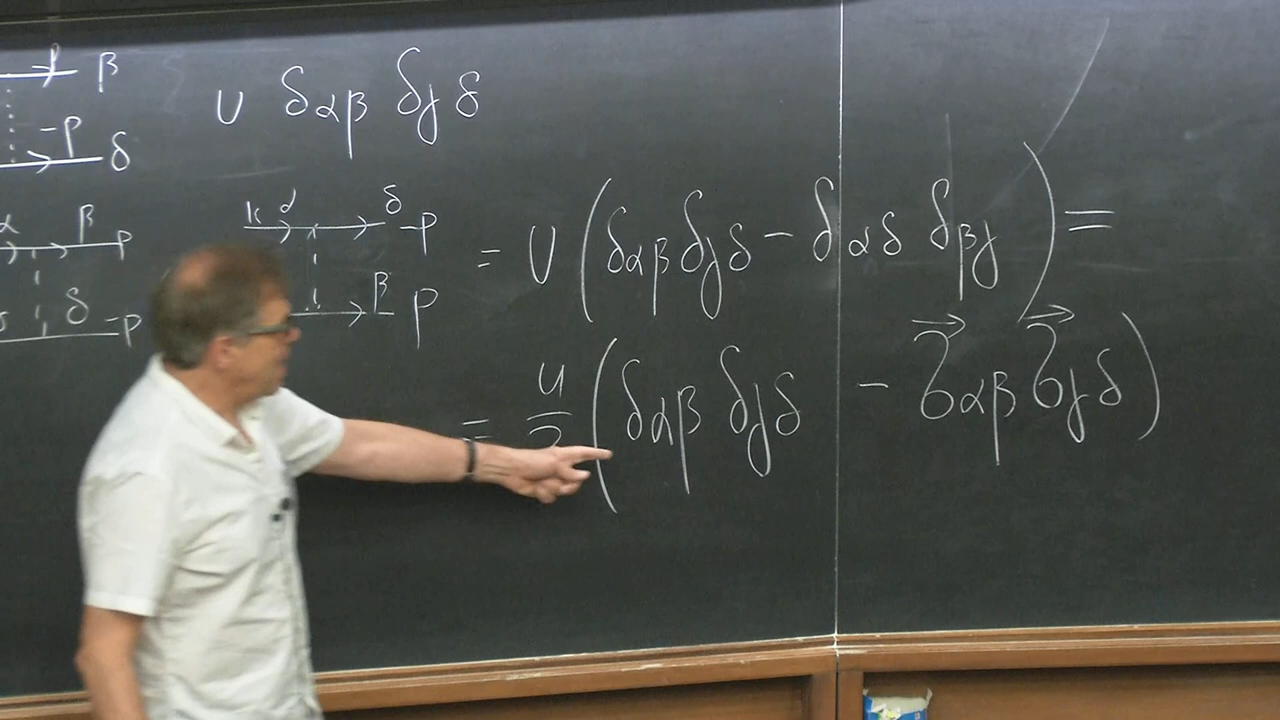 β
U δαβ δγδ
-p
δ
α β p
k α δ -p
δ -p
β p
= U (δαβ δγδ - δαδ δβγ) =
= u/2 (δαβ δγδ - σ⃗αβ σ⃗γδ)